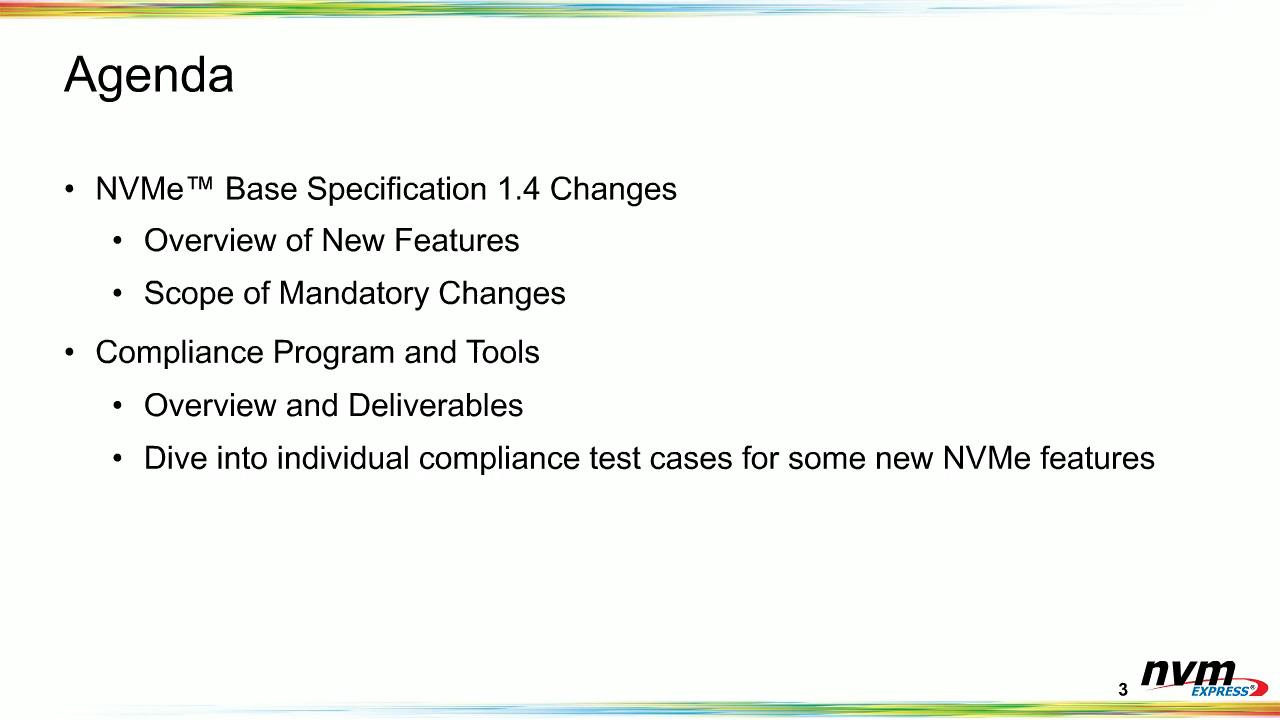 Agenda
• NVMe™ Base Specification 1.4 Changes
• Overview of New Features
• Scope of Mandatory Changes
• Compliance Program and Tools
• Overview and Deliverables
• Dive into individual compliance test cases for some new NVMe features
3
nvm
EXPRESS®